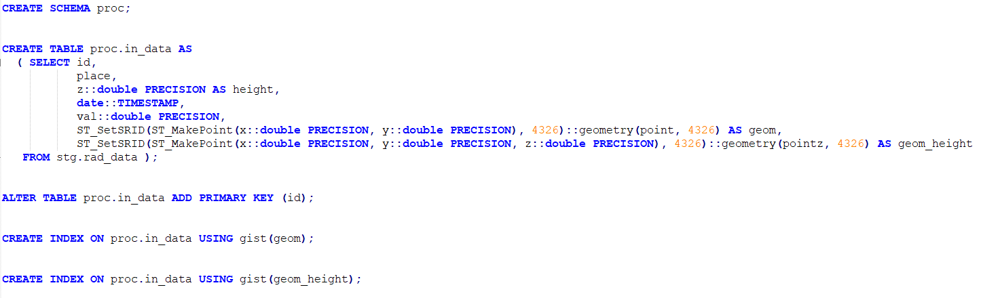 CREATE SCHEMA proc;
CREATE TABLE proc.in_data AS
( SELECT id,
place,
z::double PRECISION AS height,
date::TIMESTAMP,
val::double PRECISION,
ST_SetSRID(ST_MakePoint(x::double PRECISION, y::double PRECISION), 4326)::geometry(point, 4326) AS geom,
ST_SetSRID(ST_MakePoint(x::double PRECISION, y::double PRECISION, z::double PRECISION), 4326)::geometry(pointz, 4326) AS geom_height
FROM stg.rad_data );
ALTER TABLE proc.in_data ADD PRIMARY KEY (id);
CREATE INDEX ON proc.in_data USING gist(geom);
CREATE INDEX ON proc.in_data USING gist(geom_height);